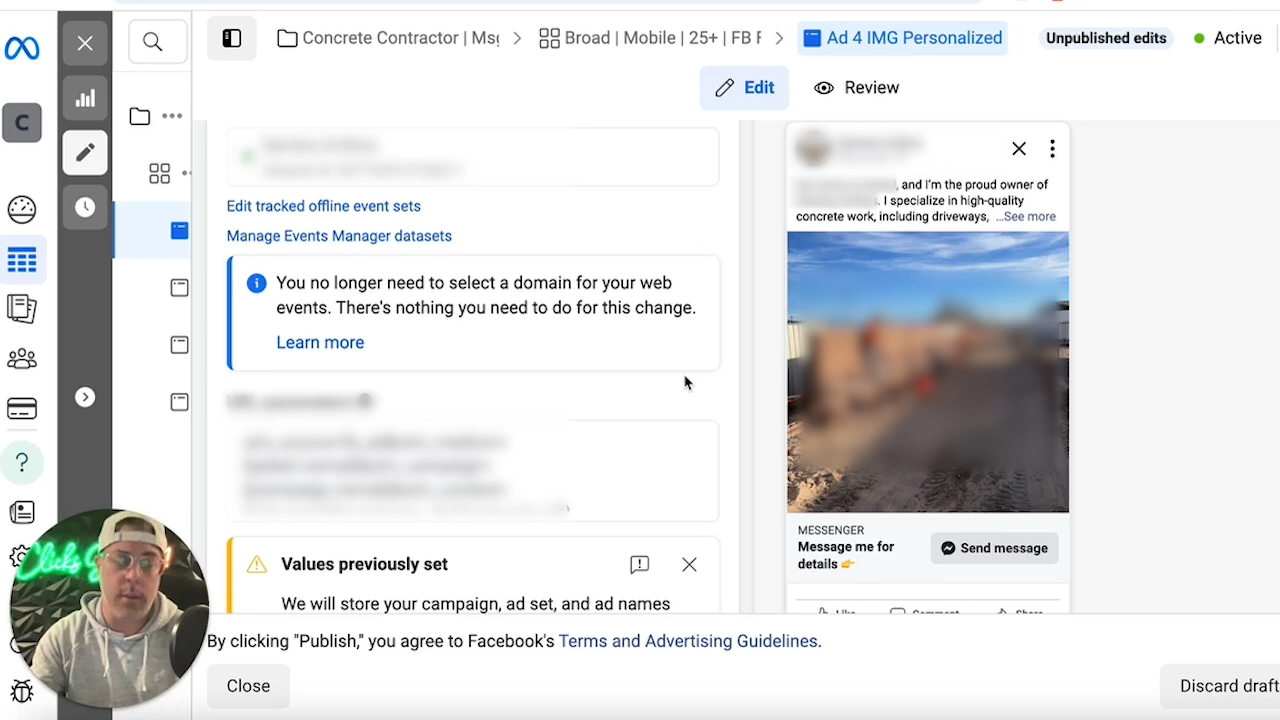 Concrete Contractor | Msg
Broad | Mobile | 25+ | FB F
Ad 4 IMG Personalized
Unpublished edits
Active
Edit
Review
C
Edit tracked offline event sets
Manage Events Manager datasets
You no longer need to select a domain for your web
events. There's nothing you need to do for this change.
Learn more
Values previously set
We will store your campaign, ad set, and ad names
, and I'm the proud owner of
. I specialize in high-quality
concrete work, including driveways, ...See more
MESSENGER
Message me for
details 👉
Send message
Like
Comment
Share
By clicking "Publish," you agree to Facebook's Terms and Advertising Guidelines.
Close
Discard draft
Clicks